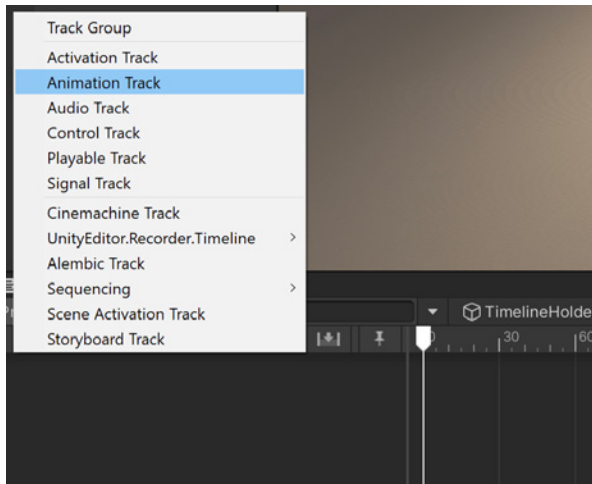 Track Group
Activation Track
Animation Track
Audio Track
Control Track
Playable Track
Signal Track
Cinemachine Track
UnityEditor.Recorder.Timeline
Alembic Track
Sequencing
Scene Activation Track
Storyboard Track
TimelineHolde
30
60